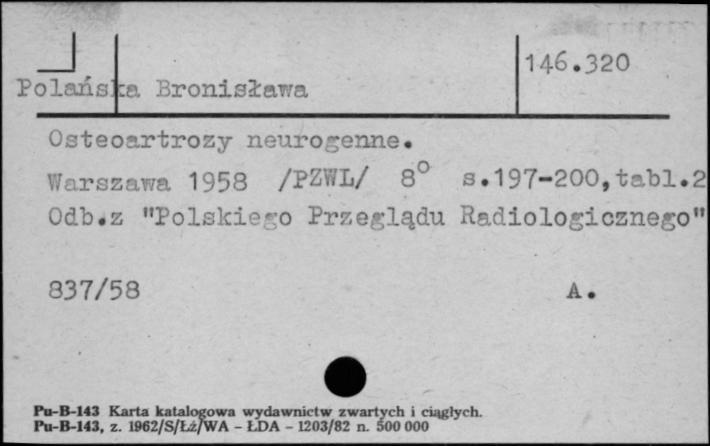 146.320
Polańska Bronisława
Osteoartrozy neurogenne.
Warszawa 1958 /PZWL/ 8° s.197-200,tabl.2
Odb.z "Polskiego Przeglądu Radiologicznego"
837/58 A.
Pu-B-143 Karta katalogowa wydawnictw zwartych i ciągłych.
Pu-B-143, z. 1962/S/Łź/WA - ŁDA - 1203/82 n. 500 000